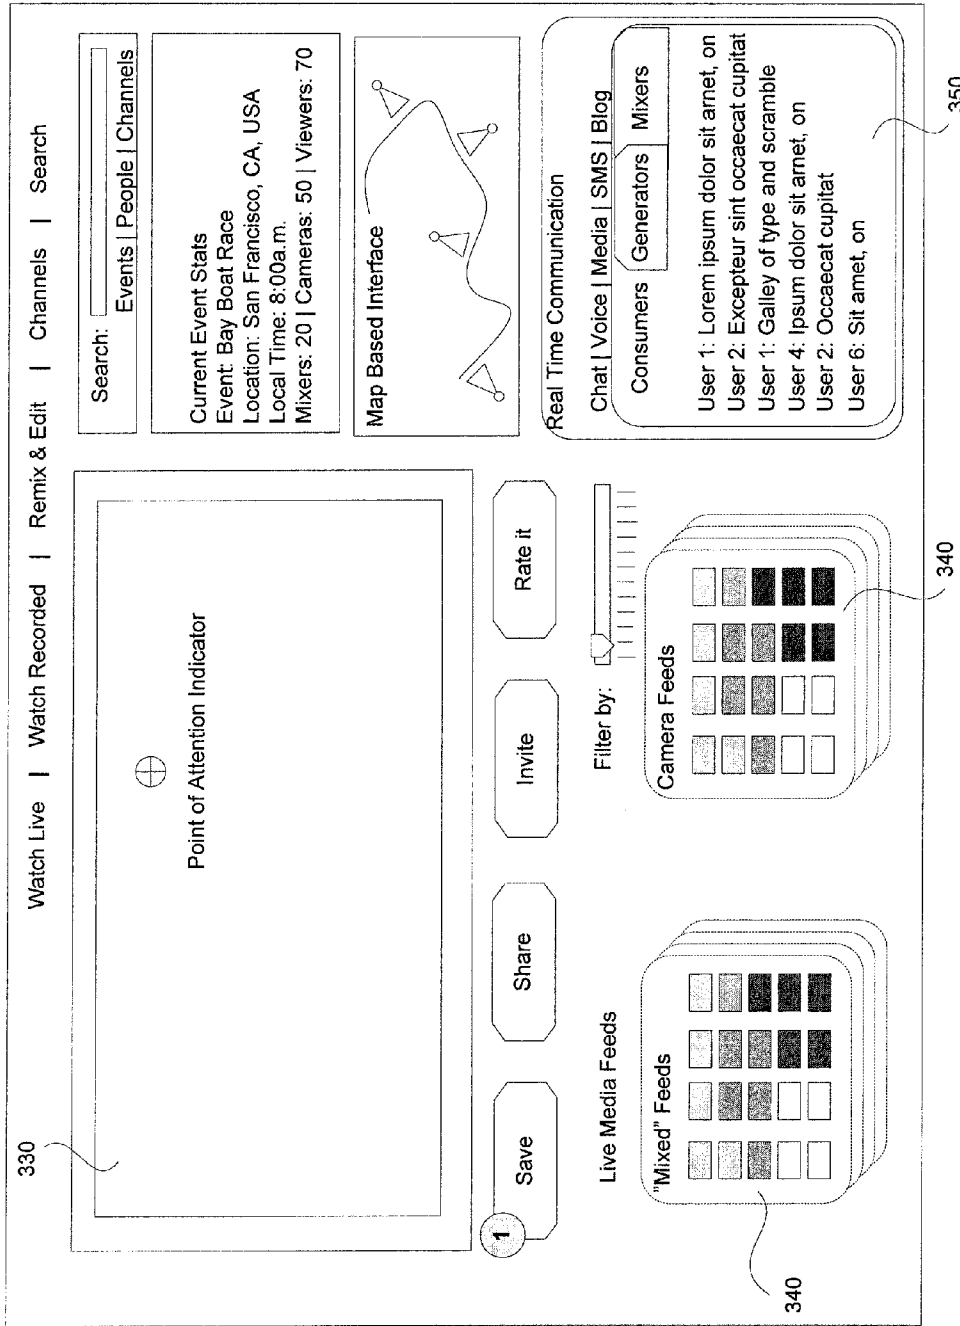 Watch Live | Watch Recorded | Remix & Edit | Channels | Search
330
Point of Attention Indicator
1
Save
Share
Invite
Rate it
Live Media Feeds
Filter by:
"Mixed" Feeds
Camera Feeds
340
340
Search:
Events | People | Channels
Current Event Stats
Event: Bay Boat Race
Location: San Francisco, CA, USA
Local Time: 8:00a.m.
Mixers: 20 | Cameras: 50 | Viewers: 70
Map Based Interface
Real Time Communication
Chat | Voice | Media | SMS | Blog
Consumers Generators Mixers
User 1: Lorem ipsum dolor sit arnet, on
User 2: Excepteur sint occaecat cupitat
User 1: Galley of type and scramble
User 4: Ipsum dolor sit arnet, on
User 2: Occaecat cupitat
User 6: Sit amet, on
350